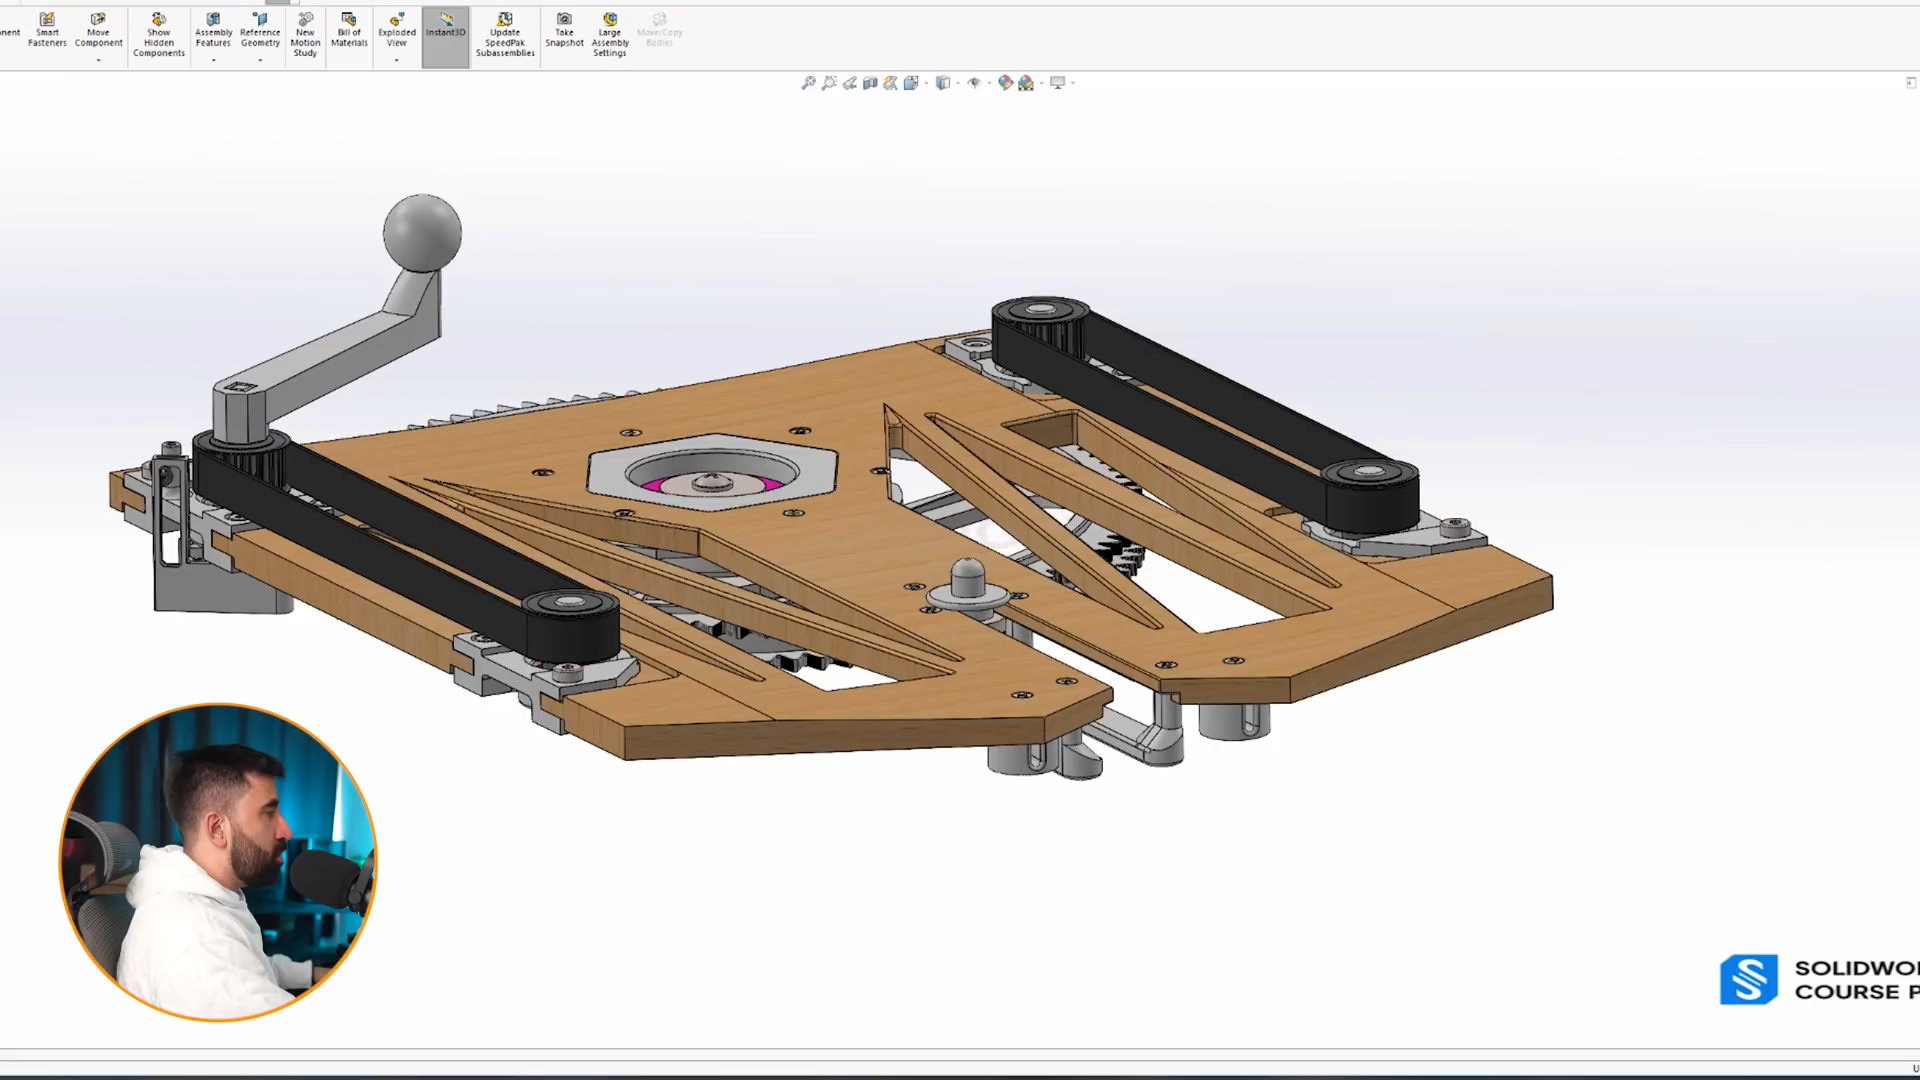 onent
Smart
Fasteners
Move
Component
Show
Hidden
Components
Assembly
Features
Reference
Geometry
New
Motion
Study
Bill of
Materials
Exploded
View
Instant3D
Update
SpeedPak
Subassemblies
Take
Snapshot
Large
Assembly
Settings
Move/Copy
Bodies
SOLIDWO
COURSE P
U